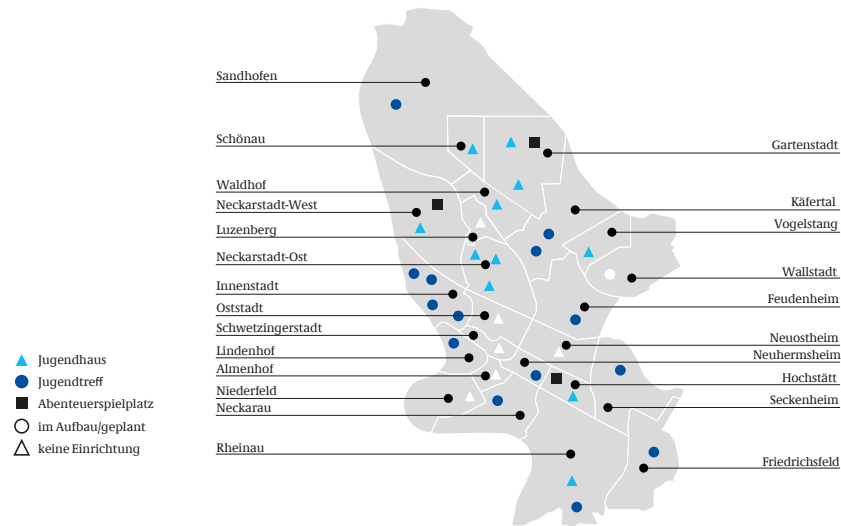 Sandhofen
Schönau
Waldhof
Neckarstadt-West
Luzenberg
Neckarstadt-Ost
Innenstadt
Oststadt
Schwetzingerstadt
Lindenhof
Almenhof
Niederfeld
Neckarau
Rheinau
Gartenstadt
Käfertal
Vogelstang
Wallstadt
Feudenheim
Neuostheim
Neuhermsheim
Hochstätt
Seckenheim
Friedrichsfeld
Jugendhaus
Jugendtreff
Abenteuerspielplatz
im Aufbau/geplant
keine Einrichtung